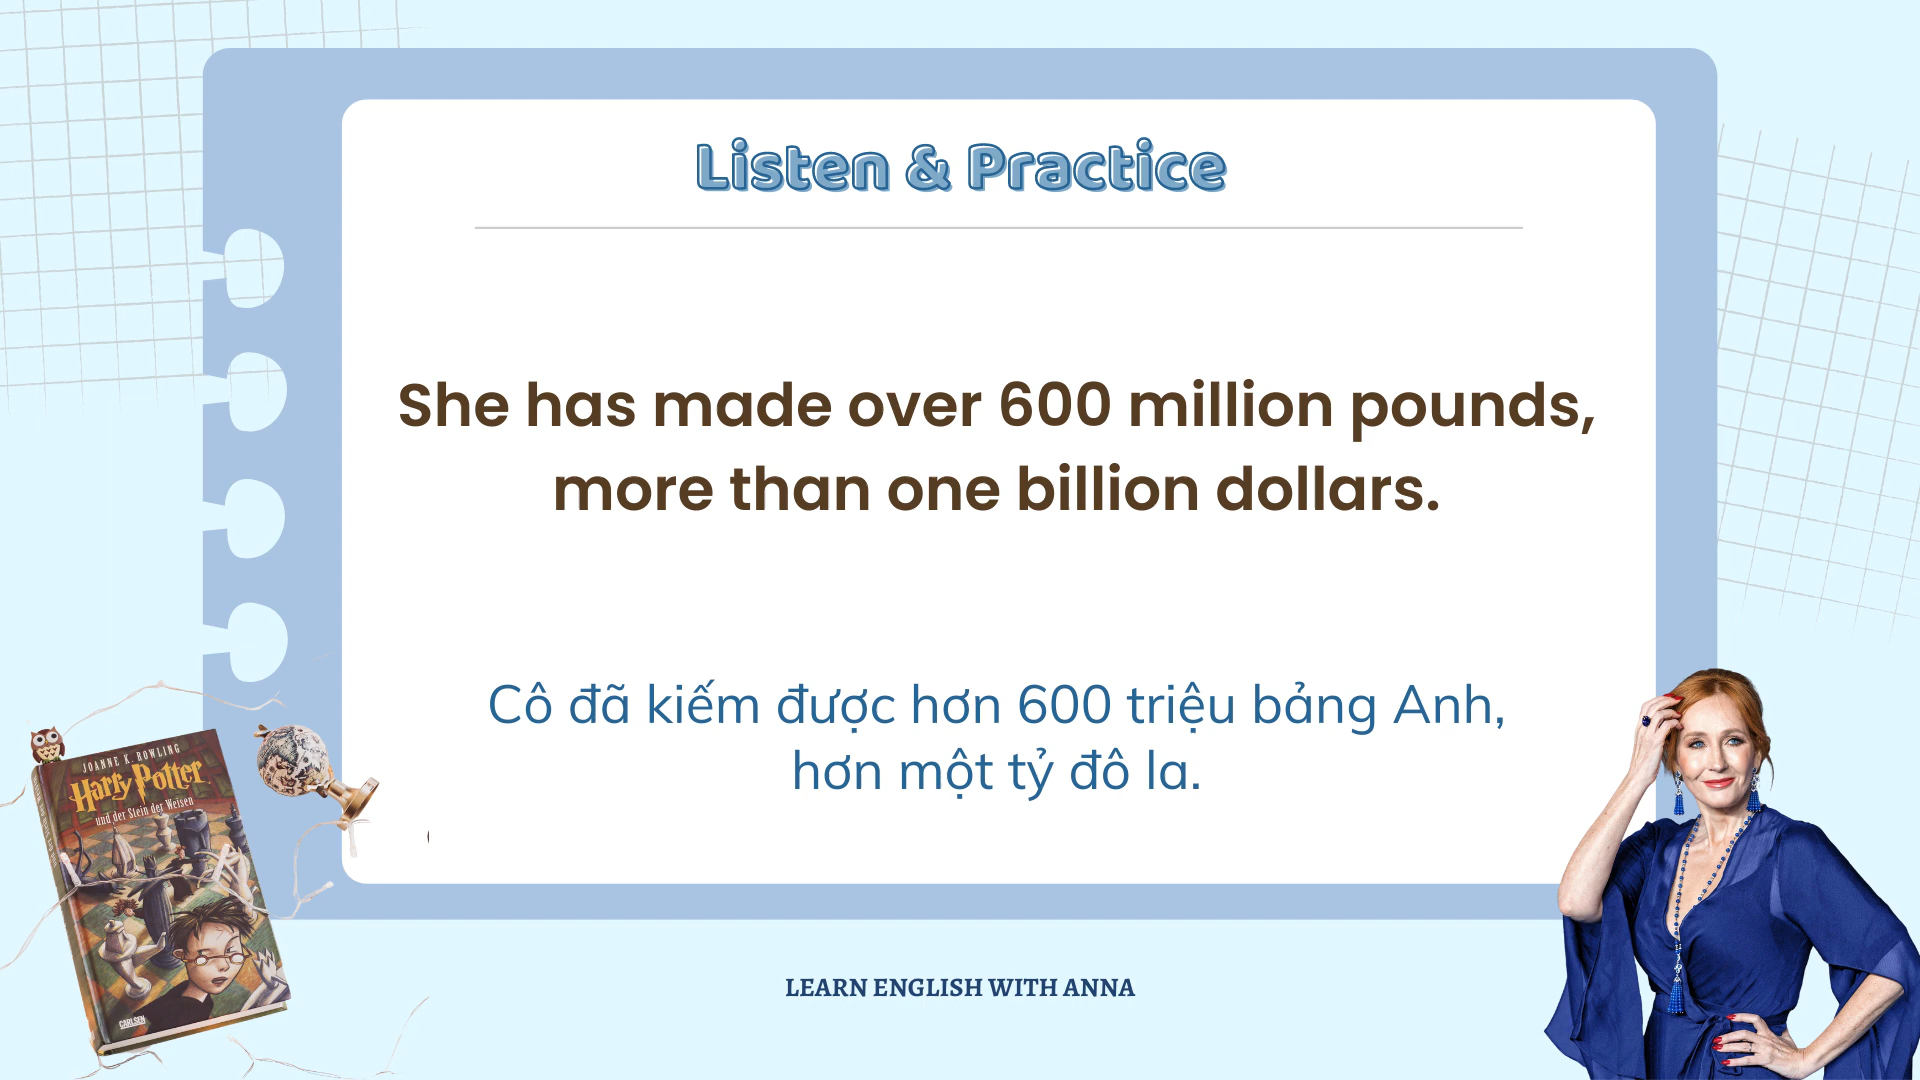 Listen & Practice
She has made over 600 million pounds,
more than one billion dollars.
Cô đã kiếm được hơn 600 triệu bảng Anh,
hơn một tỷ đô la.
JOANNE K. ROWLING
Harry Potter
und der Stein der Weisen
CARLSEN
LEARN ENGLISH WITH ANNA